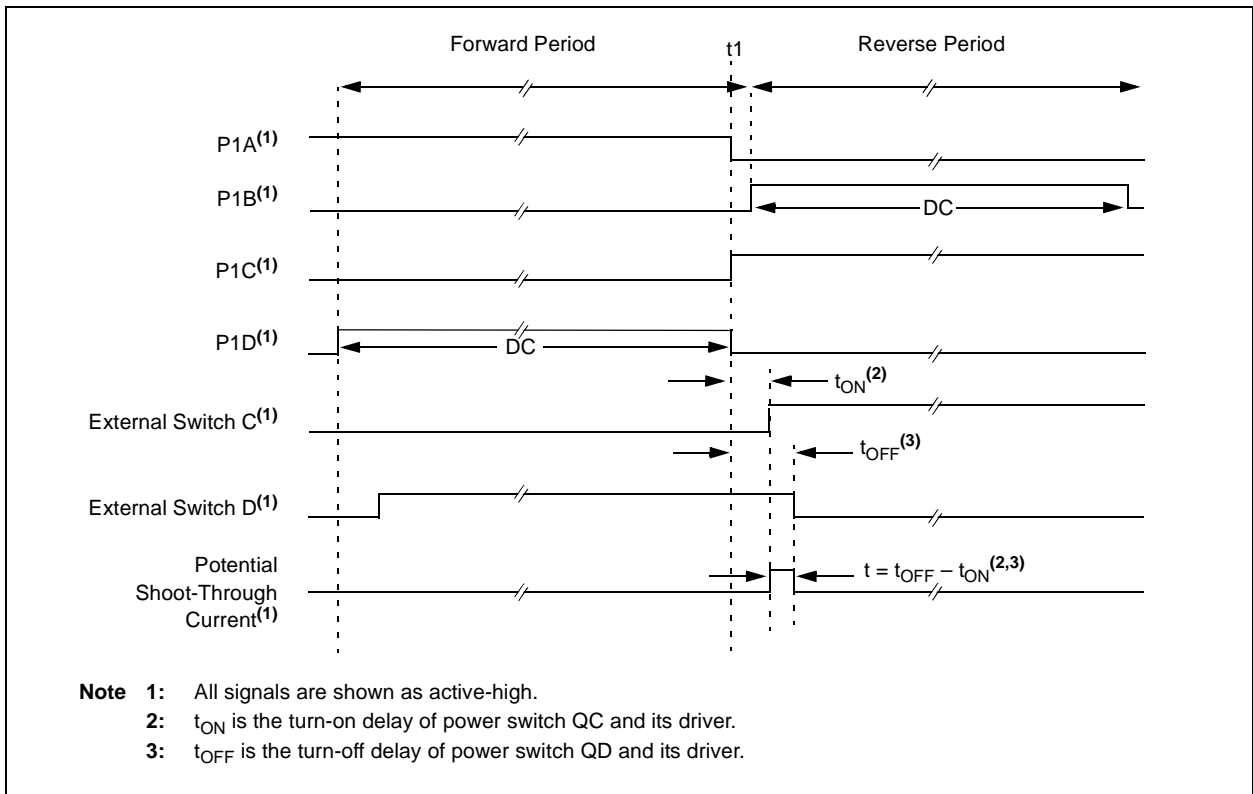 Forward Period
t1
Reverse Period
P1A(1)
P1B(1)
DC
P1C(1)
P1D(1)
DC
tON(2)
External Switch C(1)
tOFF(3)
External Switch D(1)
Potential
Shoot-Through
Current(1)
t = tOFF – tON(2,3)
Note 1: All signals are shown as active-high.
2: tON is the turn-on delay of power switch QC and its driver.
3: tOFF is the turn-off delay of power switch QD and its driver.